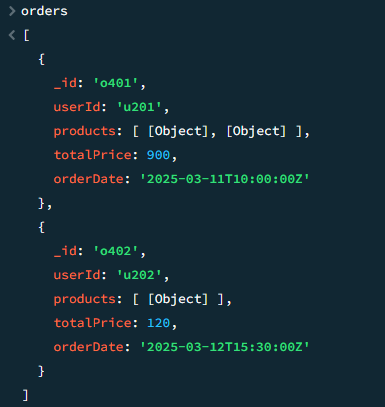 > orders
< [
{
_id: 'o401',
userId: 'u201',
products: [ [Object], [Object] ],
totalPrice: 900,
orderDate: '2025-03-11T10:00:00Z'
},
{
_id: 'o402',
userId: 'u202',
products: [ [Object] ],
totalPrice: 120,
orderDate: '2025-03-12T15:30:00Z'
}
]